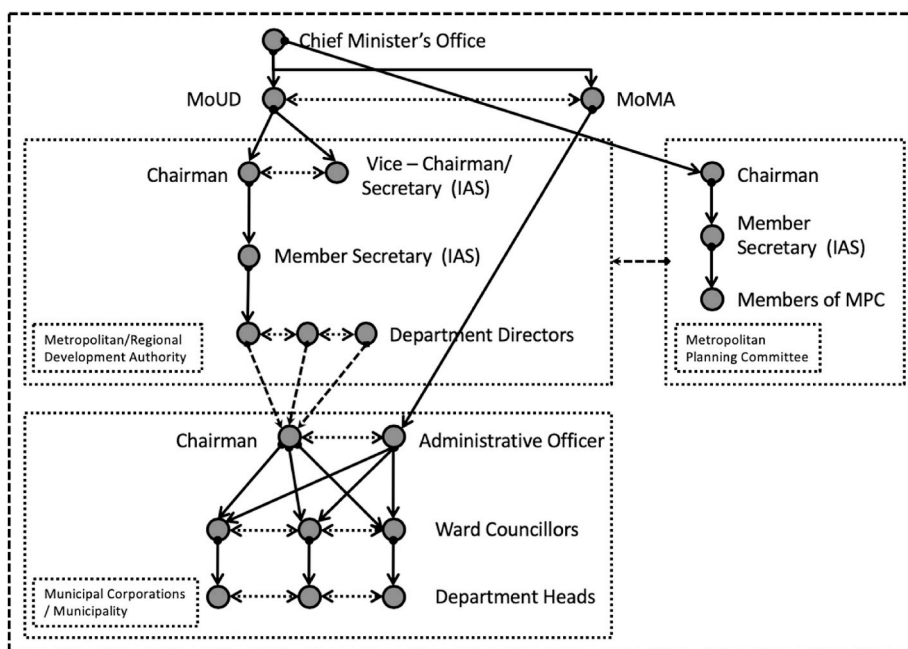 Chief Minister's Office
MoUD
MoMA
Chairman
Vice – Chairman/
Secretary (IAS)
Member Secretary (IAS)
Department Directors
Metropolitan/Regional
Development Authority
Chairman
Member
Secretary (IAS)
Members of MPC
Metropolitan
Planning Committee
Chairman
Administrative Officer
Ward Councillors
Department Heads
Municipal Corporations
/ Municipality